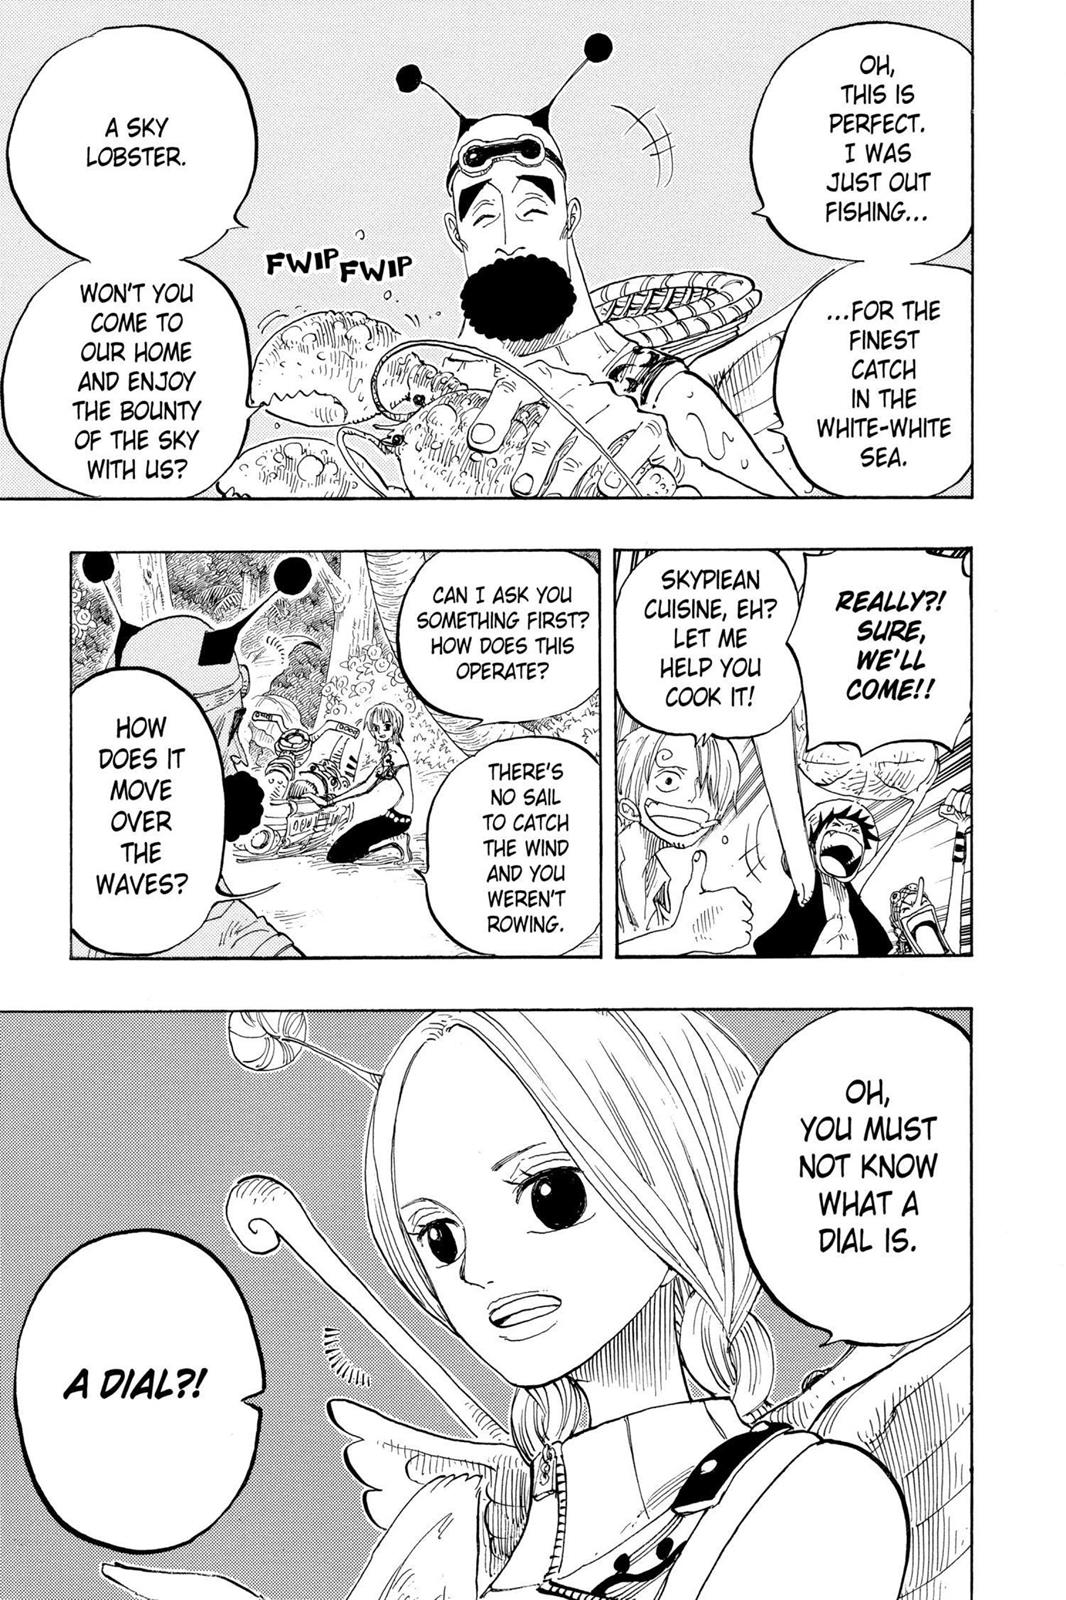 OH,
THIS IS
PERFECT.
I WAS
JUST OUT
FISHING...
...FOR THE
FINEST
CATCH
IN THE
WHITE-WHITE
SEA.
FWIP FWIP
A SKY
LOBSTER.
WON'T YOU
COME TO
OUR HOME
AND ENJOY
THE BOUNTY
OF THE SKY
WITH US?
REALLY?!
SURE,
WE'LL
COME!!
SKYPIEAN
CUISINE, EH?
LET ME
HELP YOU
COOK IT!
CAN I ASK YOU
SOMETHING FIRST?
HOW DOES THIS
OPERATE?
THERE'S
NO SAIL
TO CATCH
THE WIND
AND YOU
WEREN'T
ROWING.
HOW
DOES IT
MOVE
OVER
THE
WAVES?
OH,
YOU MUST
NOT KNOW
WHAT A
DIAL IS.
A DIAL?!